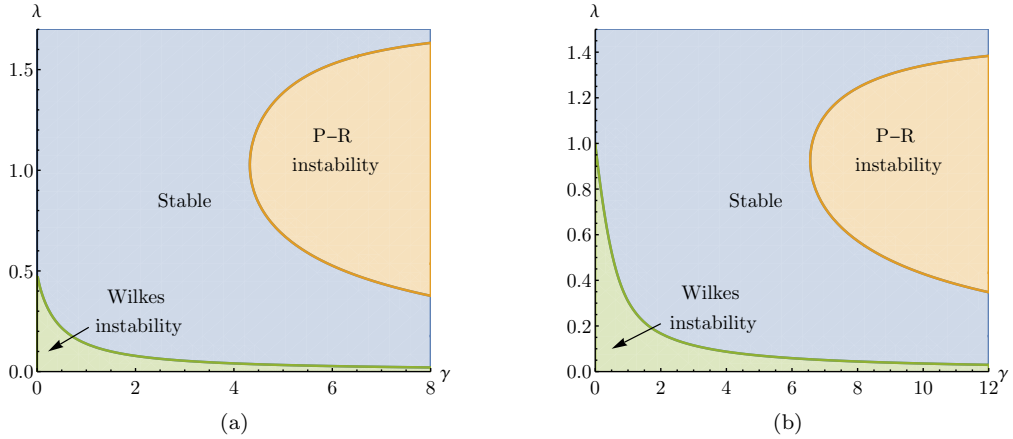 λ
1.5
1.0
0.5
0.0
0
2
4
6
8
γ
P−R
instability
Stable
Wilkes
instability
(a)
λ
1.4
1.2
1.0
0.8
0.6
0.4
0.2
0.0
0
2
4
6
8
10
12
γ
P−R
instability
Stable
Wilkes
instability
(b)